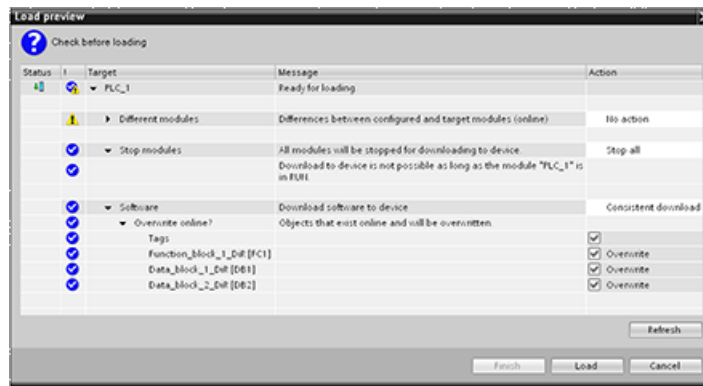 Load preview
Check before loading
Status ! Target Message Action
PLC_1 Ready for loading.
Different modules Differences between configured and target modules (online) No action
Stop modules All modules will be stopped for downloading to device. Stop all
Download to device is not possible as long as the module "PLC_1" is
in RUN.
Software Download software to device Consistent download
Overwrite online? Objects that exist online and will be overwritten.
Tags
Function_block_1_DiR [FC1] Overwrite
Data_block_1_DiR [DB1] Overwrite
Data_block_2_DiR [DB2] Overwrite
Refresh
Finish Load Cancel